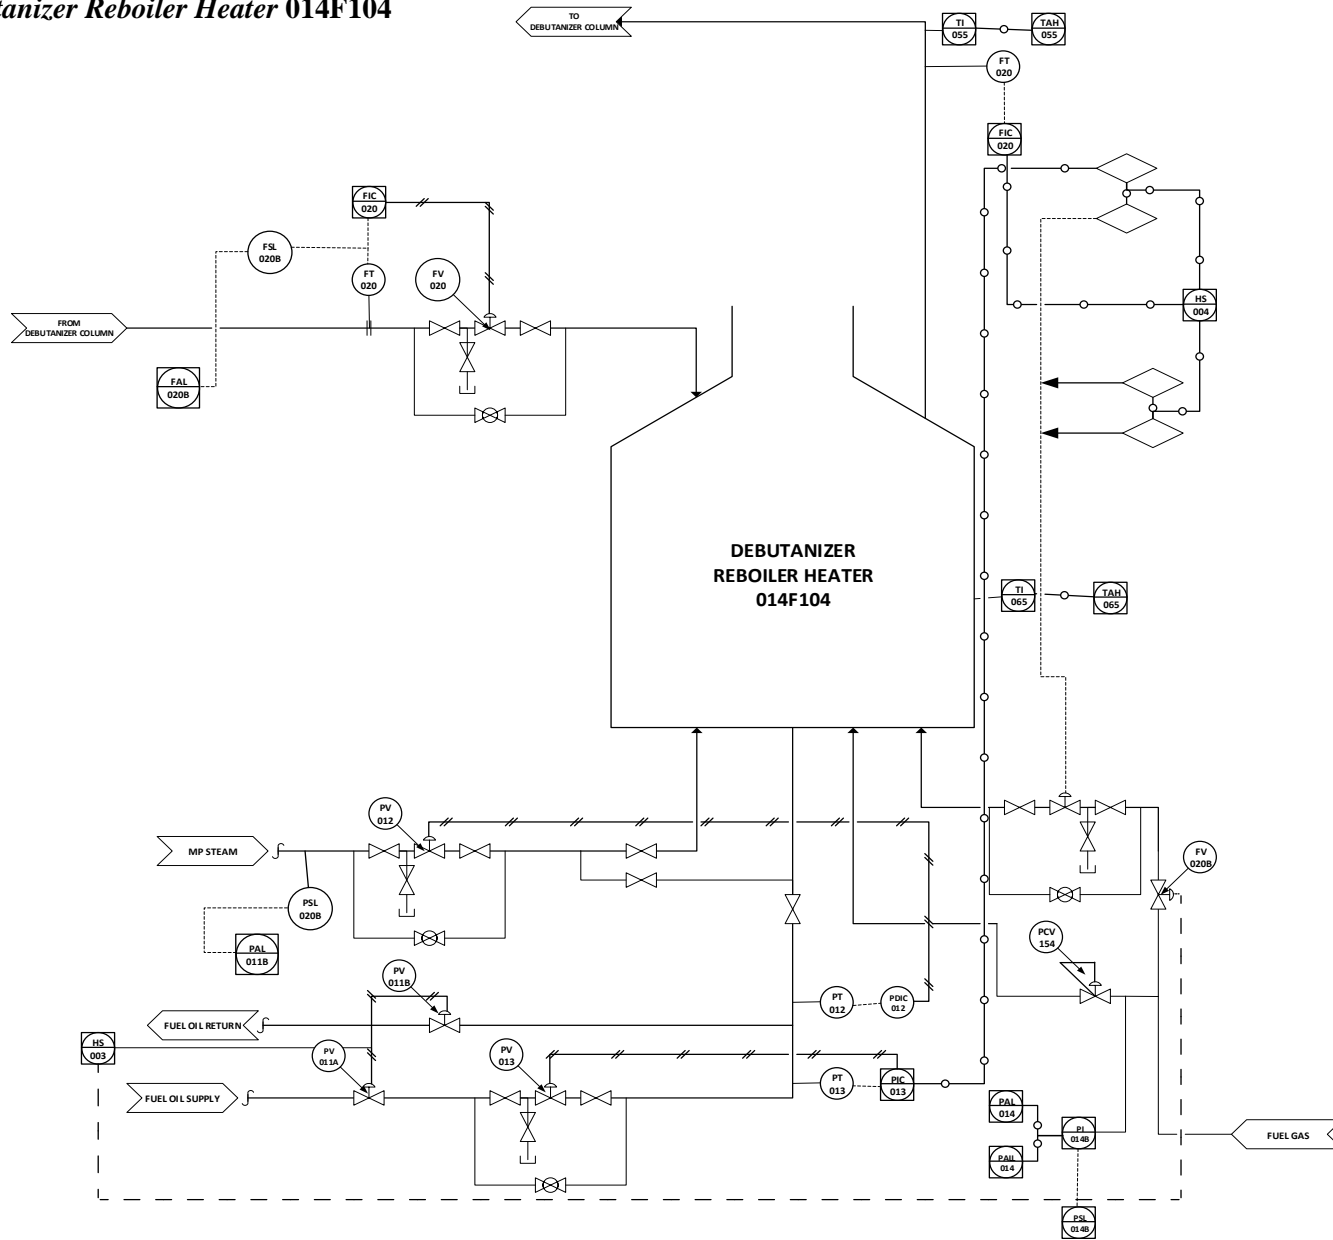 tanizer Reboiler Heater 014F104
TO
DEBUTANIZER COLUMN
TI
055
TAH
055
FT
020
FIC
020
FIC
020
FSL
020B
FT
020
FV
020
HS
004
FROM
DEBUTANIZER COLUMN
FAL
020B
DEBUTANIZER
REBOILER HEATER
014F104
TI
065
TAH
065
PV
012
MP STEAM
FV
020B
PSL
020B
PAL
011B
PCV
154
PV
011B
PT
012
PDIC
012
FUEL OIL RETURN
HS
003
PV
011A
PV
013
PT
013
PIC
013
FUEL OIL SUPPLY
PAL
014
PI
014B
FUEL GAS
014
PSL
014B